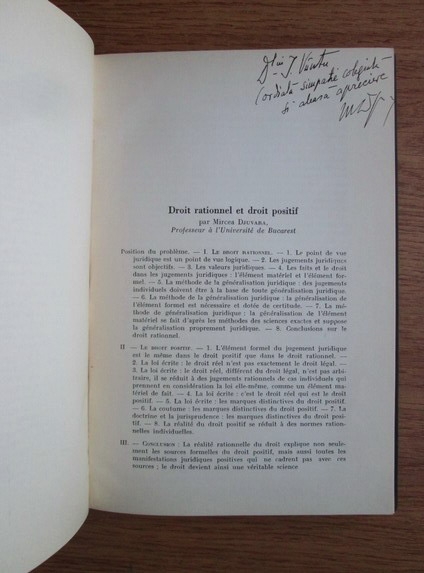 Dlui I. Vântu
Cordială simpatie colegială
și aleasă apreciere
Droit rationnel et droit positif
par Mircea DJUVARA,
Professeur à l'Université de Bucarest
Position du problème. — I. LE DROIT RATIONNEL. — 1. Le point de vue
juridique est un point de vue logique. — 2. Les jugements juridiques
sont objectifs. — 3. Les valeurs juridiques. — 4. Les faits et le droit
dans les jugements juridiques : l'élément matériel et l'élément for-
mel. — 5. La méthode de la généralisation juridique : des jugements
individuels doivent être à la base de toute généralisation juridique.
— 6. La méthode de la généralisation juridique : la généralisation de
l'élément formel est nécessaire et dotée de certitude. — 7. La mé-
thode de généralisation juridique : la généralisation de l'élément
matériel se fait d'après les méthodes des sciences exactes et suppose
la généralisation proprement juridique. — 8. Conclusions sur le
droit rationnel.
II — LE DROIT POSITIF. — 1. L'élément formel du jugement juridique
est le même dans le droit positif que dans le droit rationnel. —
2. La loi écrite : le droit réel n'est pas exactement le droit légal. —
3. La loi écrite : le droit réel, différent du droit légal, n'est pas arbi-
traire, il se réduit à des jugements rationels de cas individuels qui
prennent en considération la loi elle-même, comme un élément ma-
tériel de fait. — 4. La loi écrite : c'est le droit réel qui est le droit
positif. — 5. La loi écrite : les marques distinctives du droit positif.
— 6. La coutume : les marques distinctives du droit positif. — 7. La
doctrine et la jurisprudence : les marques distinctives du droit posi-
tif. — 8. La réalité du droit positif se réduit à des normes ration-
nelles individuelles.
III. — CONCLUSION : La réalité rationnelle du droit explique non seule-
ment les sources formelles du droit positif, mais aussi toutes les
manifestations juridiques positives qui ne cadrent pas avec ces
sources ; le droit devient ainsi une véritable science